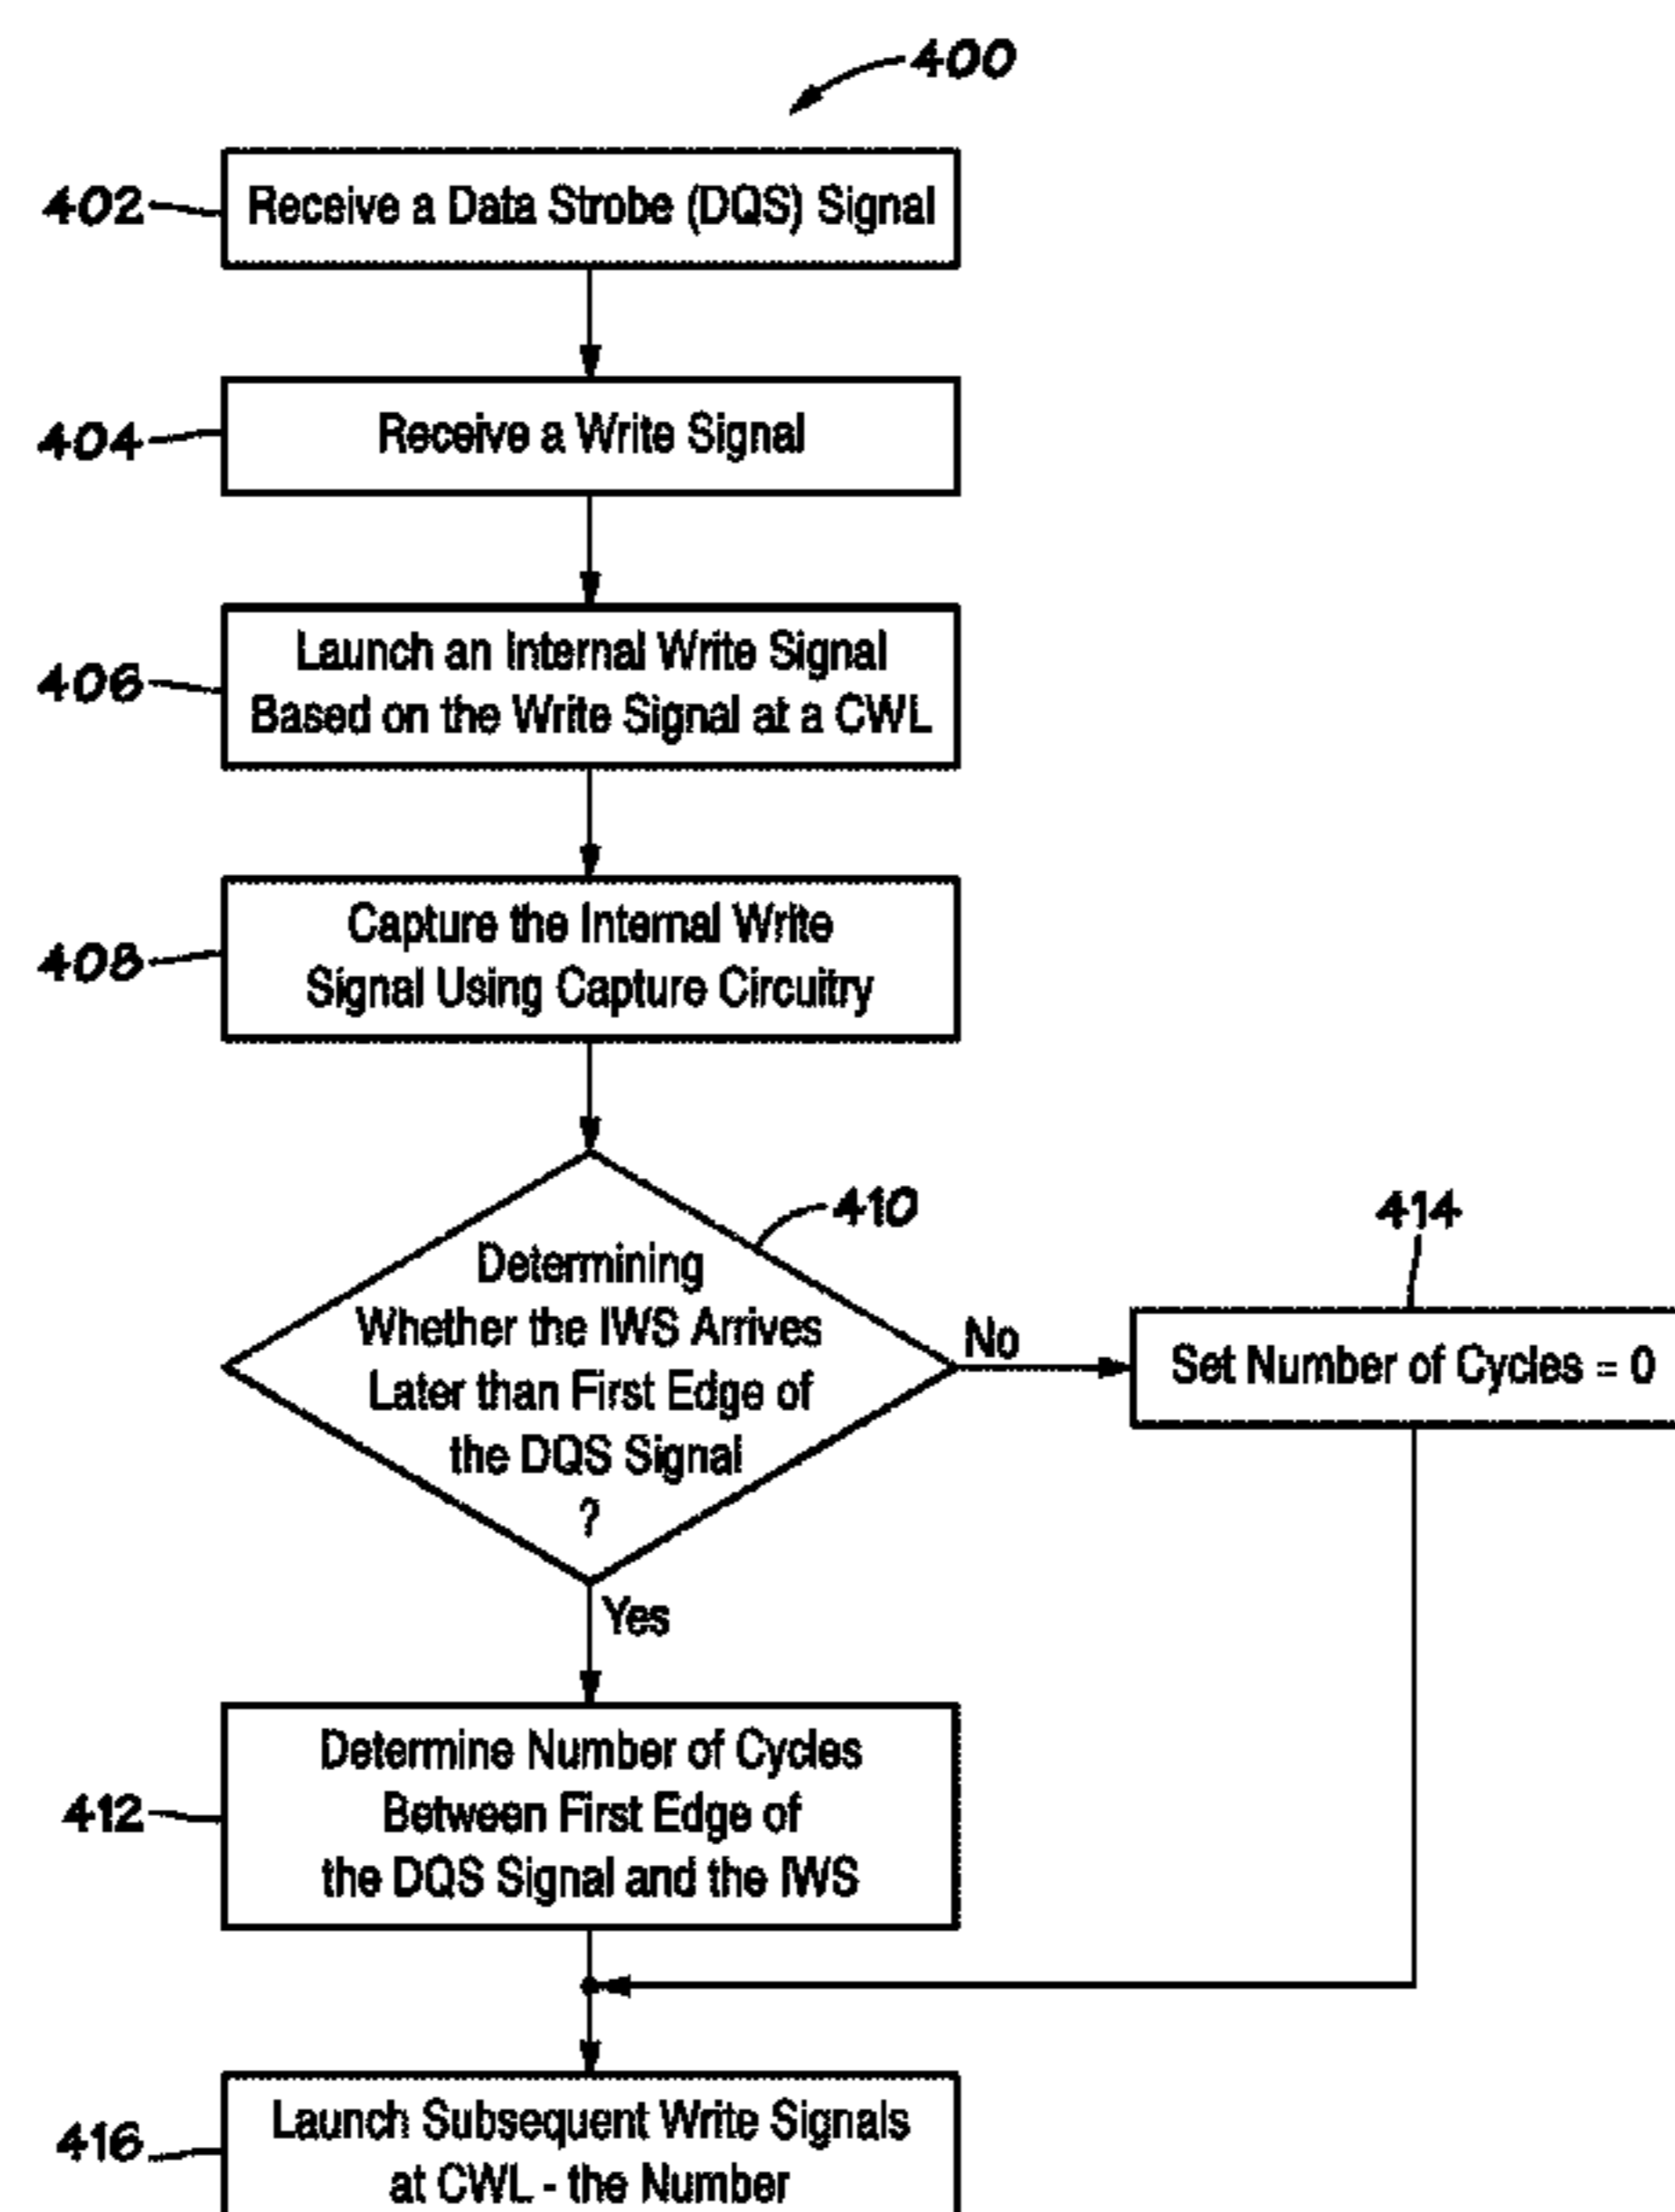 400
402
Receive a Data Strobe (DQS) Signal
404
Receive a Write Signal
406
Launch an Internal Write Signal
Based on the Write Signal at a CWL
408
Capture the Internal Write
Signal Using Capture Circuitry
410
Determining
Whether the IWS Arrives
Later than First Edge of
the DQS Signal
?
No
414
Set Number of Cycles = 0
Yes
412
Determine Number of Cycles
Between First Edge of
the DQS Signal and the IWS
416
Launch Subsequent Write Signals
at CWL - the Number